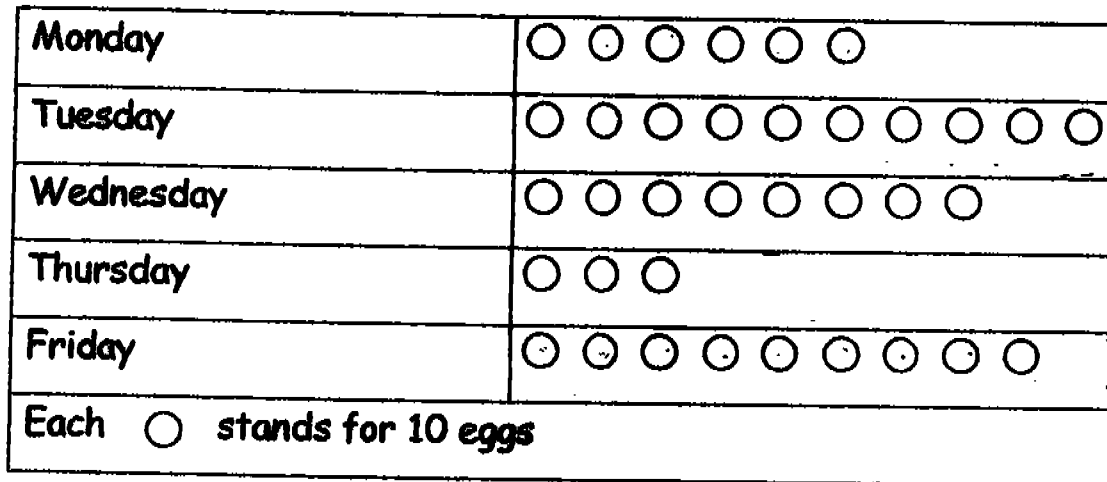 Monday
Tuesday
Wednesday
Thursday
Friday
Each ○ stands for 10 eggs